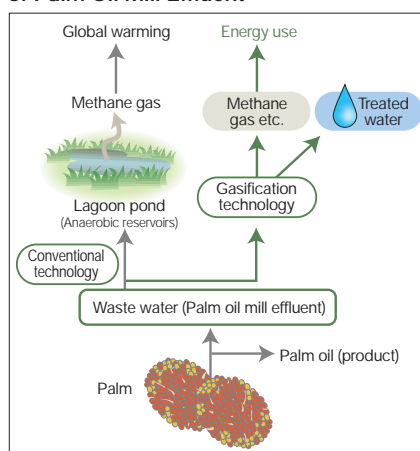 Global warming
Energy use
Methane gas
Methane
gas etc.
Treated
water
Lagoon pond
(Anaerobic reservoirs)
Gasification
technology
Conventional
technology
Waste water (Palm oil mill effluent)
Palm oil (product)
Palm